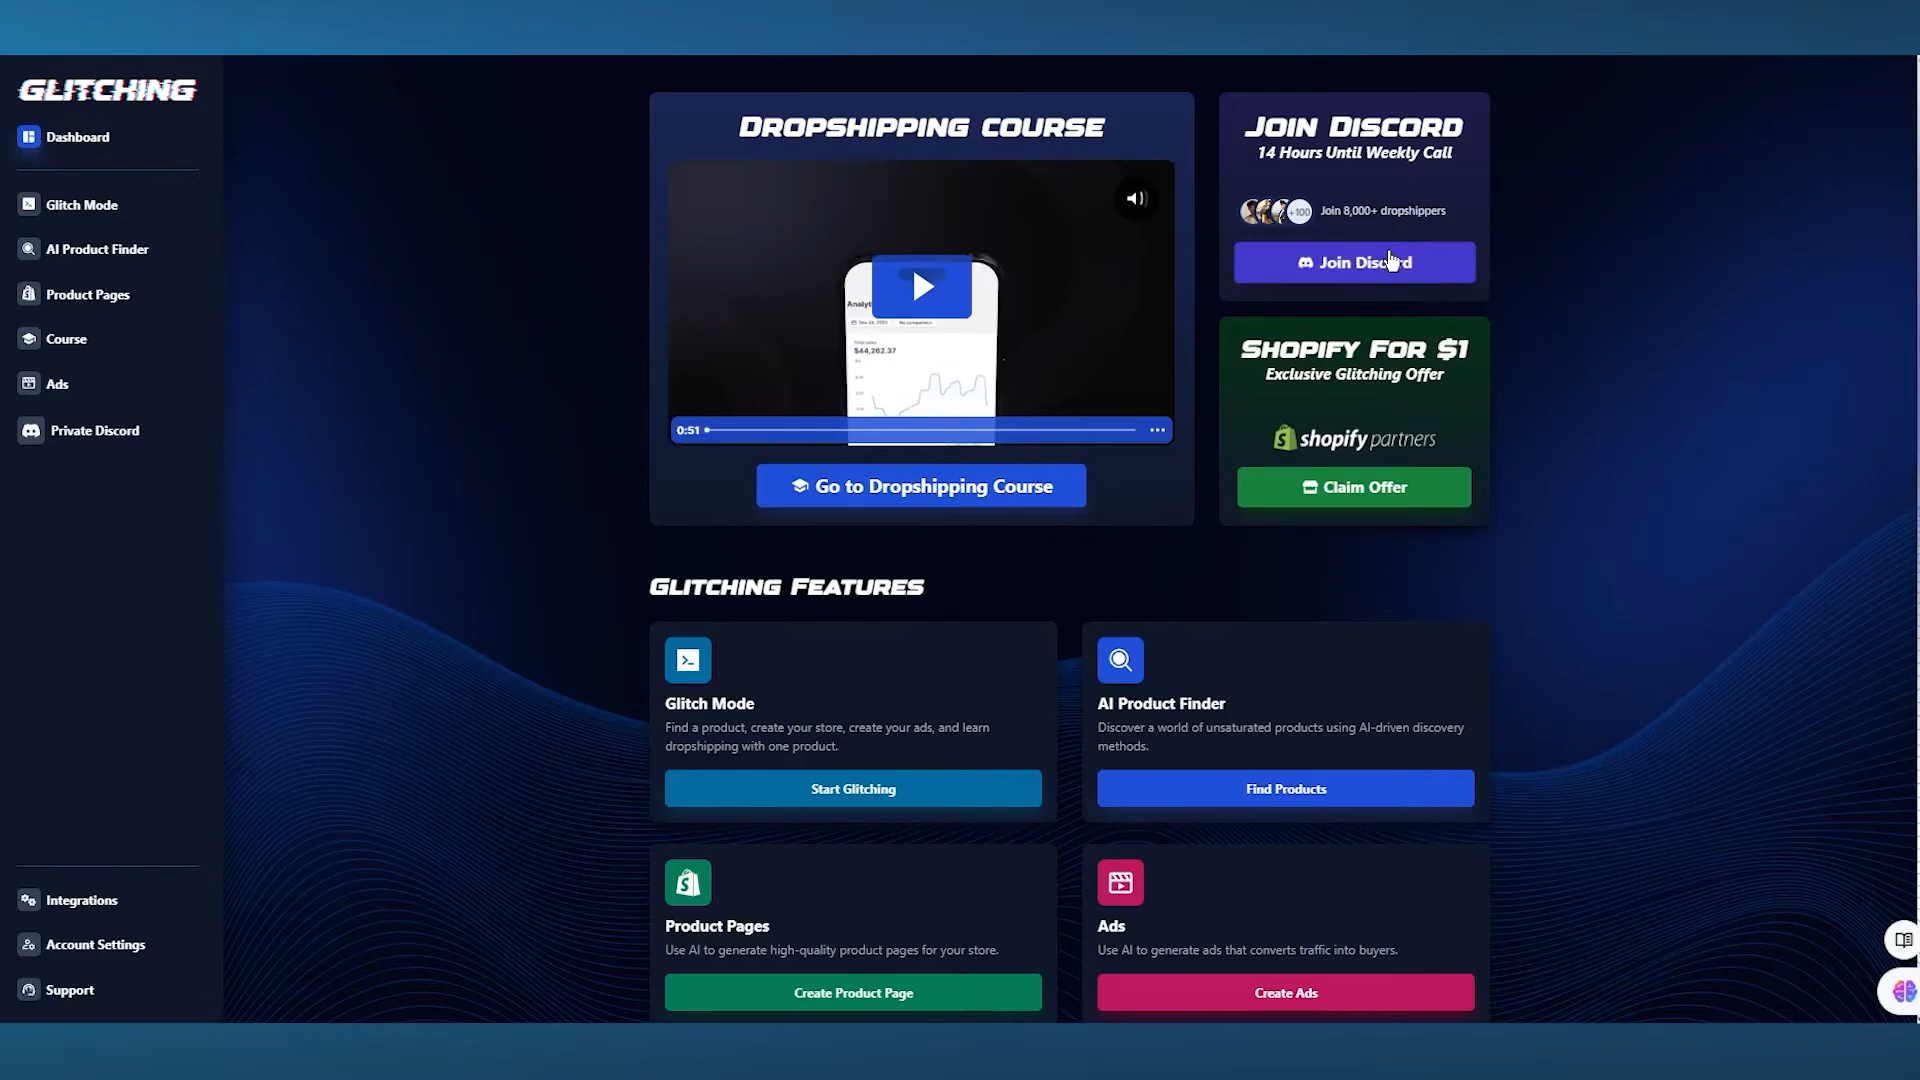 GLITCHING
Dashboard
Glitch Mode
AI Product Finder
Product Pages
Course
Ads
Private Discord
Integrations
Account Settings
Support
DROPSHIPPING COURSE
Total sales
$44,262.37
0:51
Go to Dropshipping Course
JOIN DISCORD
14 Hours Until Weekly Call
+100
Join 8,000+ dropshippers
Join Discord
SHOPIFY FOR $1
Exclusive Glitching Offer
shopify partners
Claim Offer
GLITCHING FEATURES
Glitch Mode
Find a product, create your store, create your ads, and learn
dropshipping with one product.
Start Glitching
AI Product Finder
Discover a world of unsaturated products using AI-driven discovery
methods.
Find Products
Product Pages
Use AI to generate high-quality product pages for your store.
Create Product Page
Ads
Use AI to generate ads that converts traffic into buyers.
Create Ads